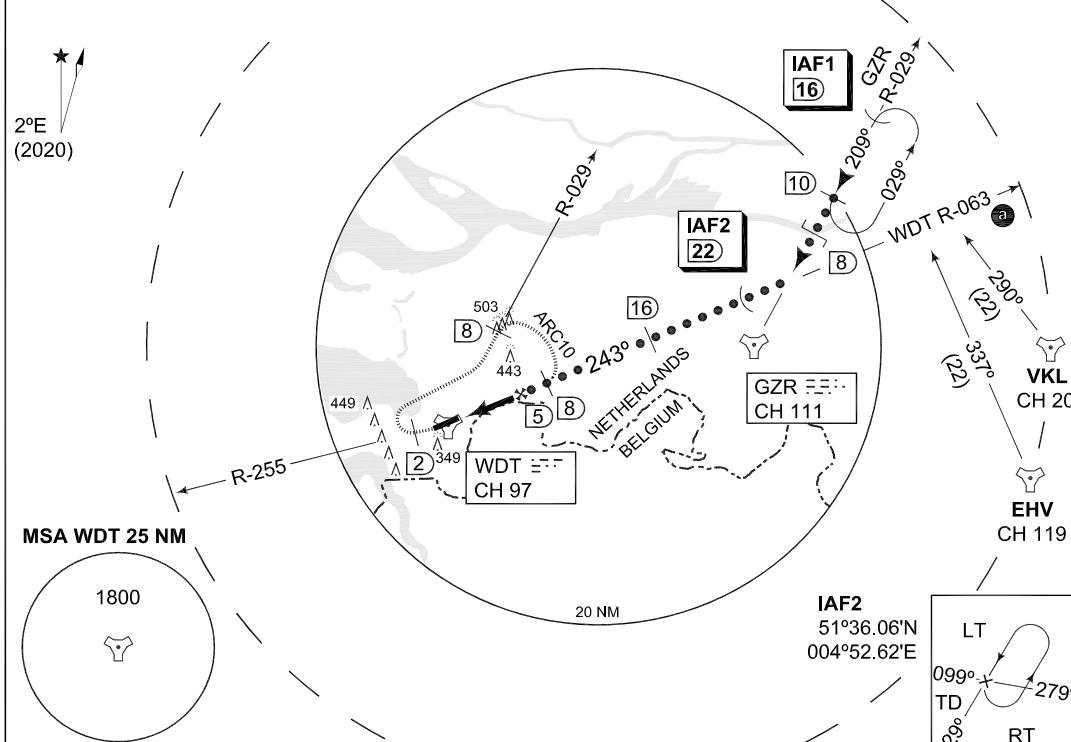 2ºE
(2020)
IAF1
16
GZR
R-029
209º
029º
10
WDT R-063
a
IAF2
22
8
290º
(22)
337º
(22)
VKL
CH 20
R-029
503
8
ARC10
16
243º
443
NETHERLANDS
BELGIUM
GZR
CH 111
449
5
8
2
349
WDT
CH 97
R-255
EHV
CH 119
MSA WDT 25 NM
1800
20 NM
IAF2
51º36.06'N
004º52.62'E
LT
099º
279º
TD
RT